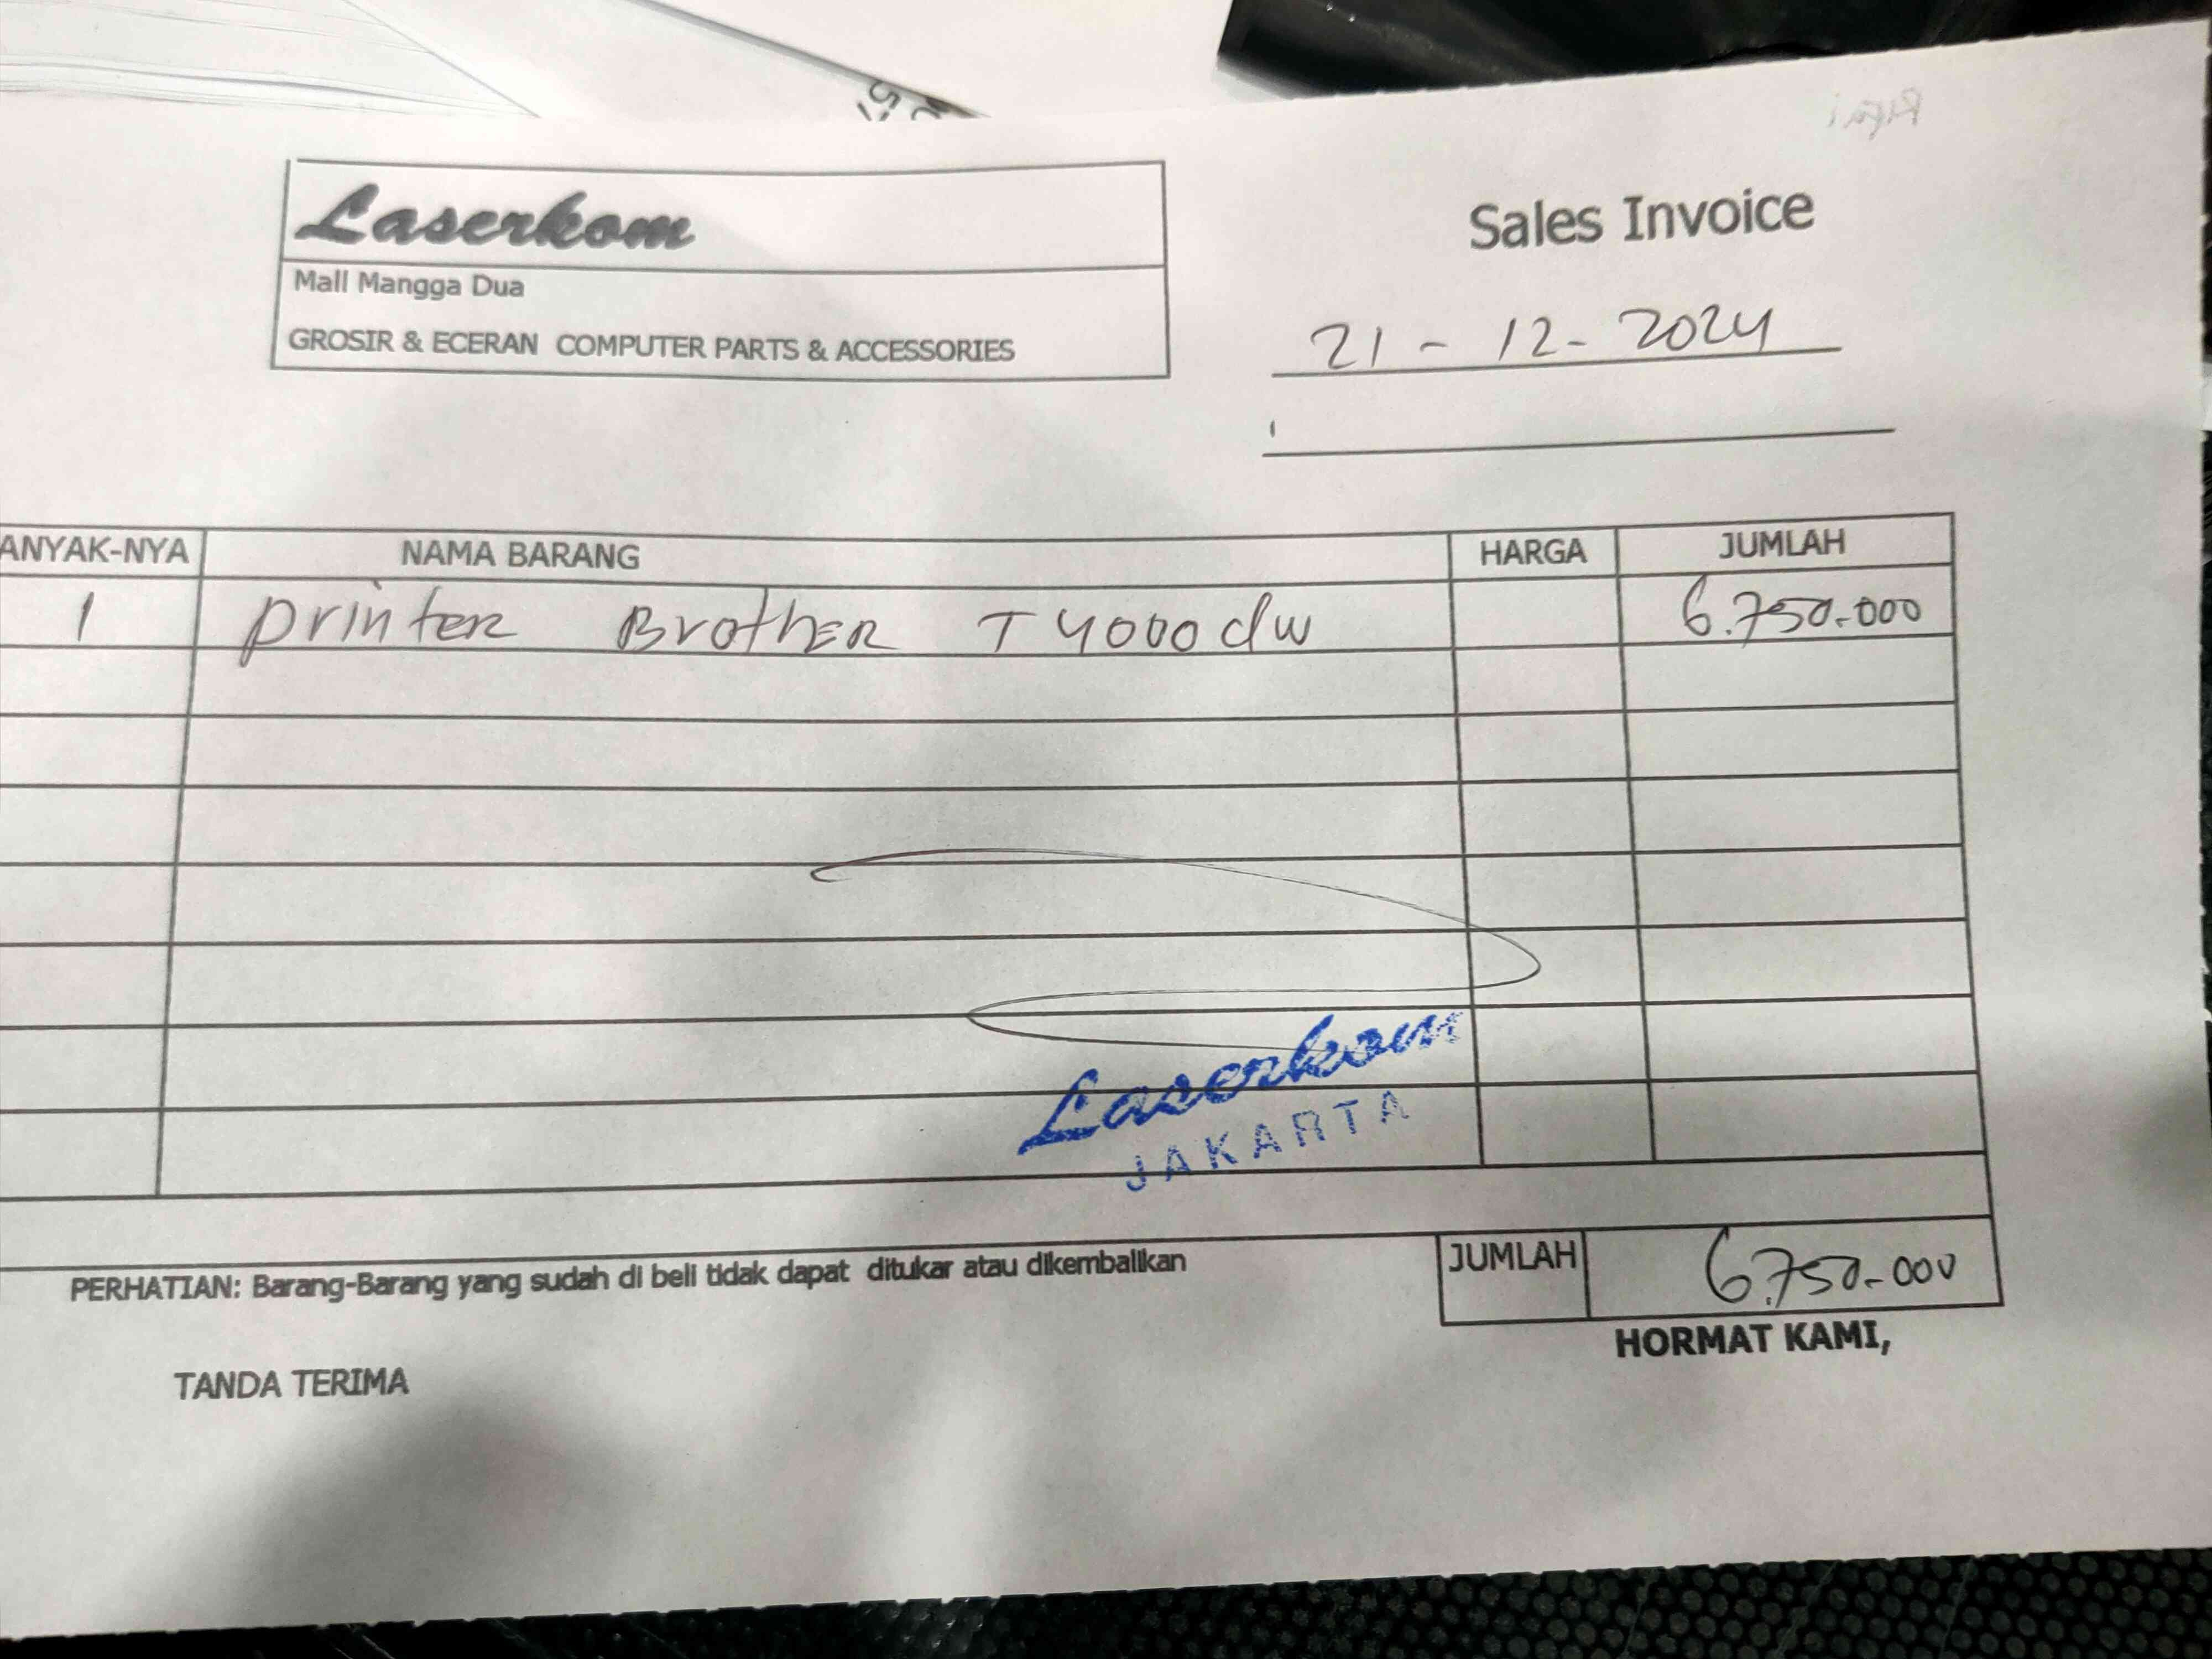 Laserkom
Mall Mangga Dua
GROSIR & ECERAN COMPUTER PARTS & ACCESSORIES
Sales Invoice
21 - 12 - 2024
ANYAK-NYA NAMA BARANG HARGA JUMLAH
1 printer Brother T4000dw 6.750.000
Laserkom
JAKARTA
PERHATIAN: Barang-Barang yang sudah di beli tidak dapat ditukar atau dikembalikan
JUMLAH 6.750.000
HORMAT KAMI,
TANDA TERIMA